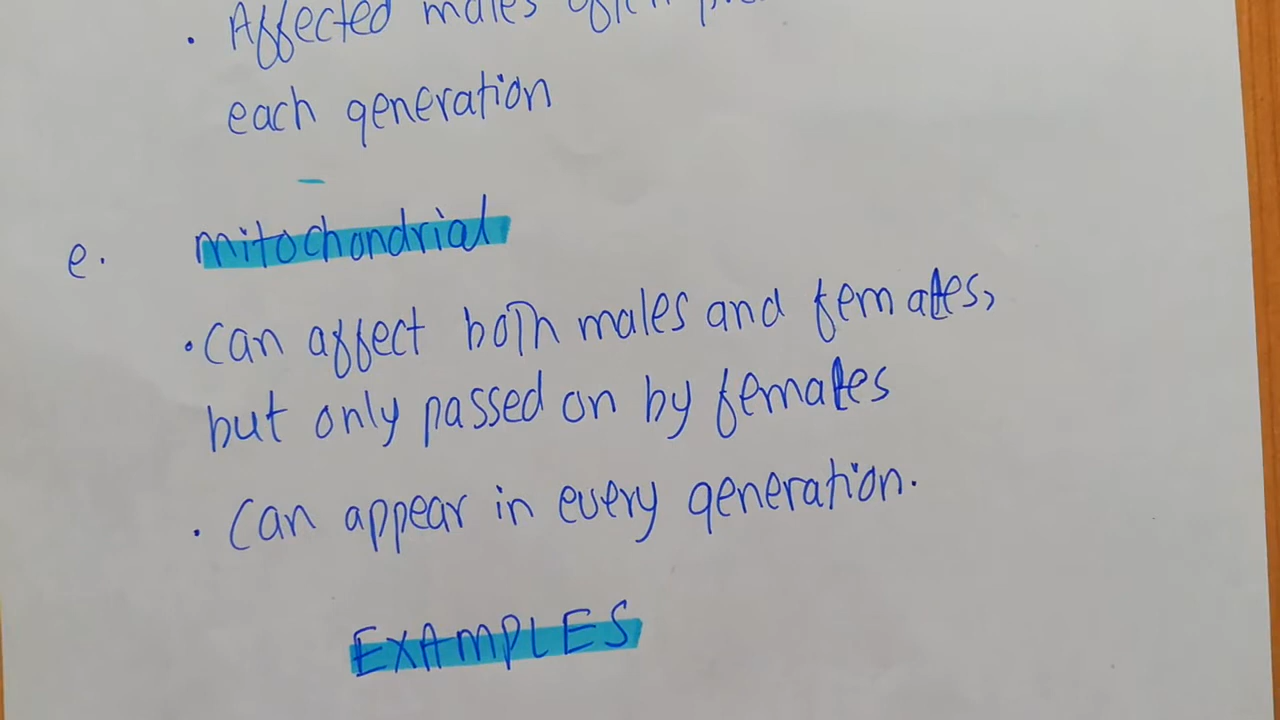 · Affected males often
each generation
e. mitochondrial
· can affect both males and females,
but only passed on by females
· can appear in every generation.
EXAMPLES